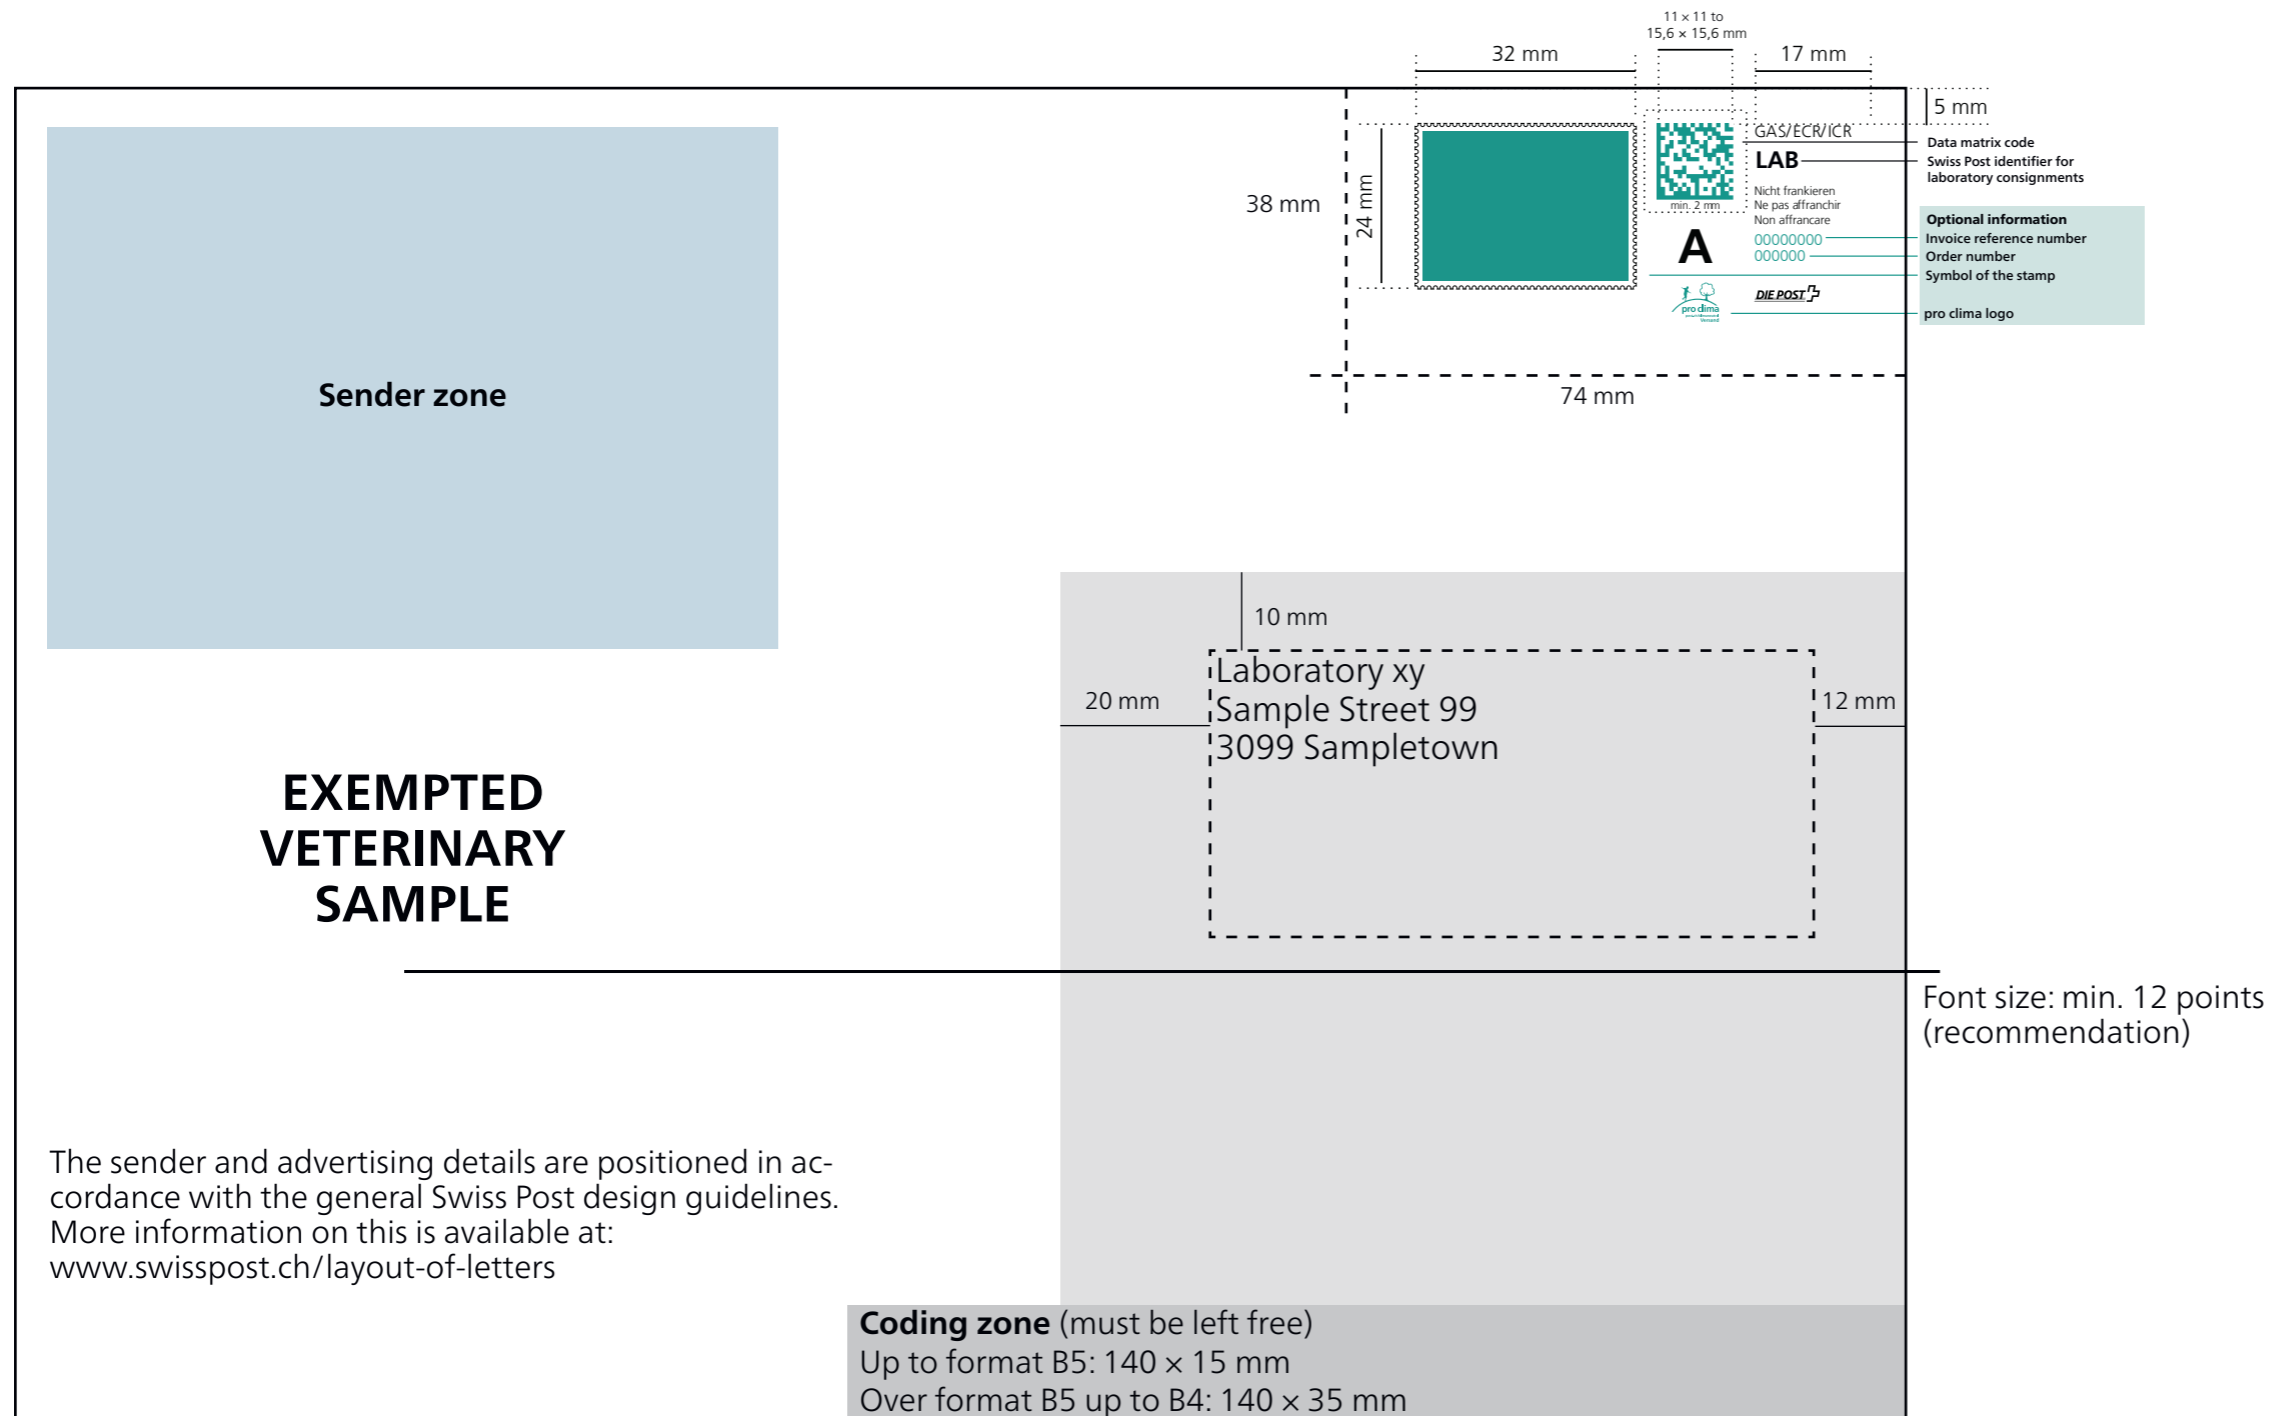 11 × 11 to
15,6 × 15,6 mm
32 mm
17 mm
5 mm
GAS/ECR/ICR
Data matrix code
LAB
Swiss Post identifier for
laboratory consignments
38 mm
24 mm
Nicht frankieren
Ne pas affranchir
Non affrancare
min. 2 mm
A
00000000
000000
Optional information
Invoice reference number
Order number
Symbol of the stamp
pro clima logo
DIE POST
pro clima
Versand
74 mm
Sender zone
10 mm
20 mm
12 mm
Laboratory xy
Sample Street 99
3099 Sampletown
EXEMPTED
VETERINARY
SAMPLE
Font size: min. 12 points
(recommendation)
The sender and advertising details are positioned in ac-
cordance with the general Swiss Post design guidelines.
More information on this is available at:
www.swisspost.ch/layout-of-letters
Coding zone (must be left free)
Up to format B5: 140 × 15 mm
Over format B5 up to B4: 140 × 35 mm